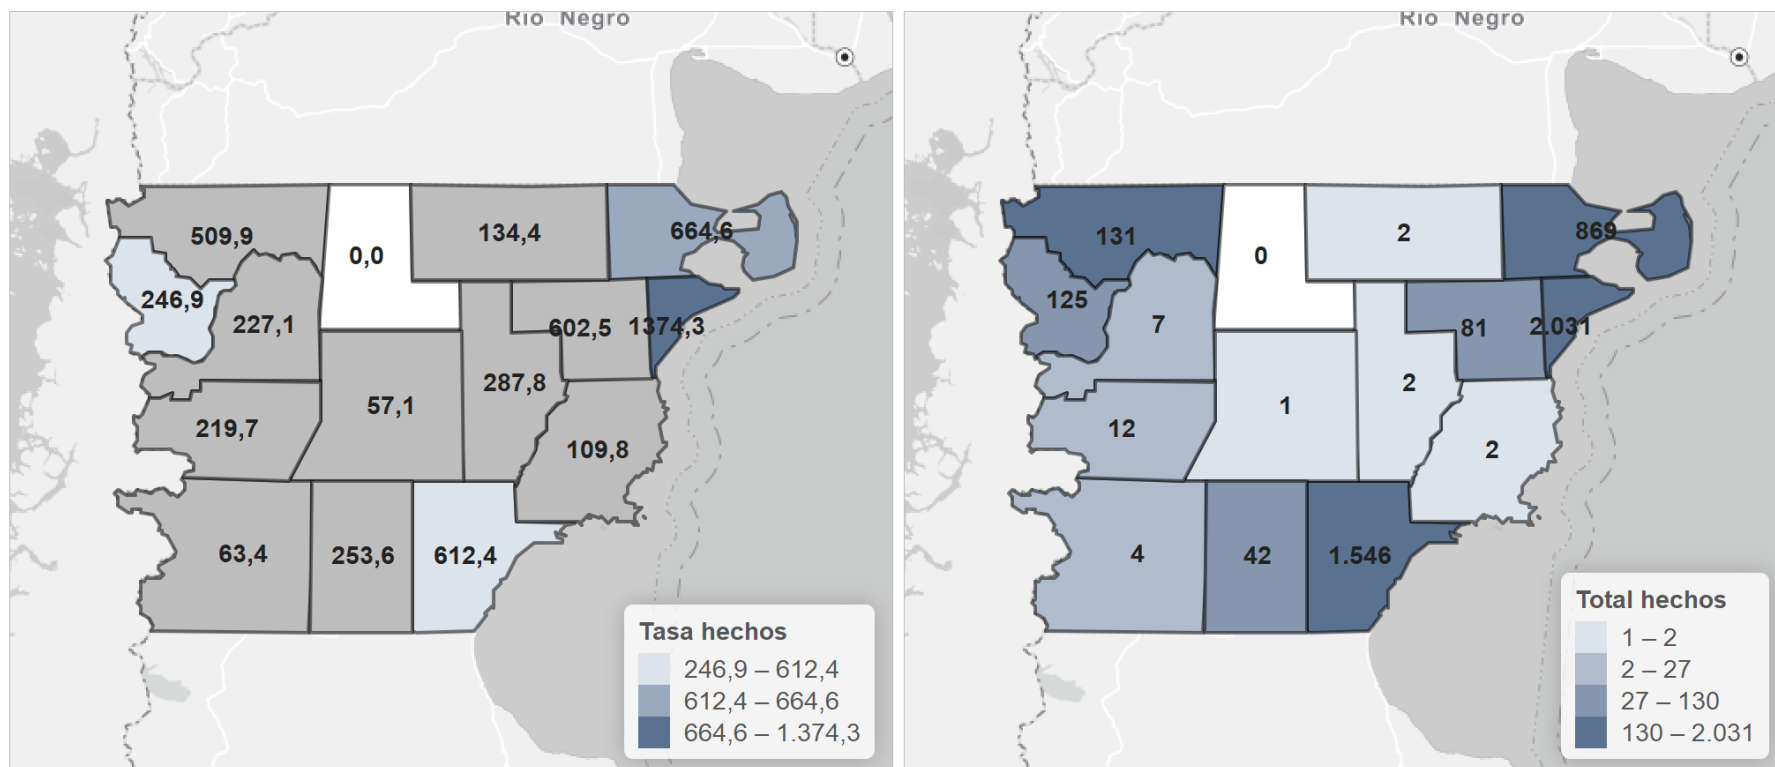 Río Negro
509,9
0,0
134,4
664,6
246,9
227,1
602,5
1374,3
287,8
57,1
219,7
109,8
63,4
253,6
612,4
Tasa hechos
246,9 – 612,4
612,4 – 664,6
664,6 – 1.374,3
Río Negro
131
0
2
869
125
7
81
2.031
2
1
12
2
4
42
1.546
Total hechos
1 – 2
2 – 27
27 – 130
130 – 2.031